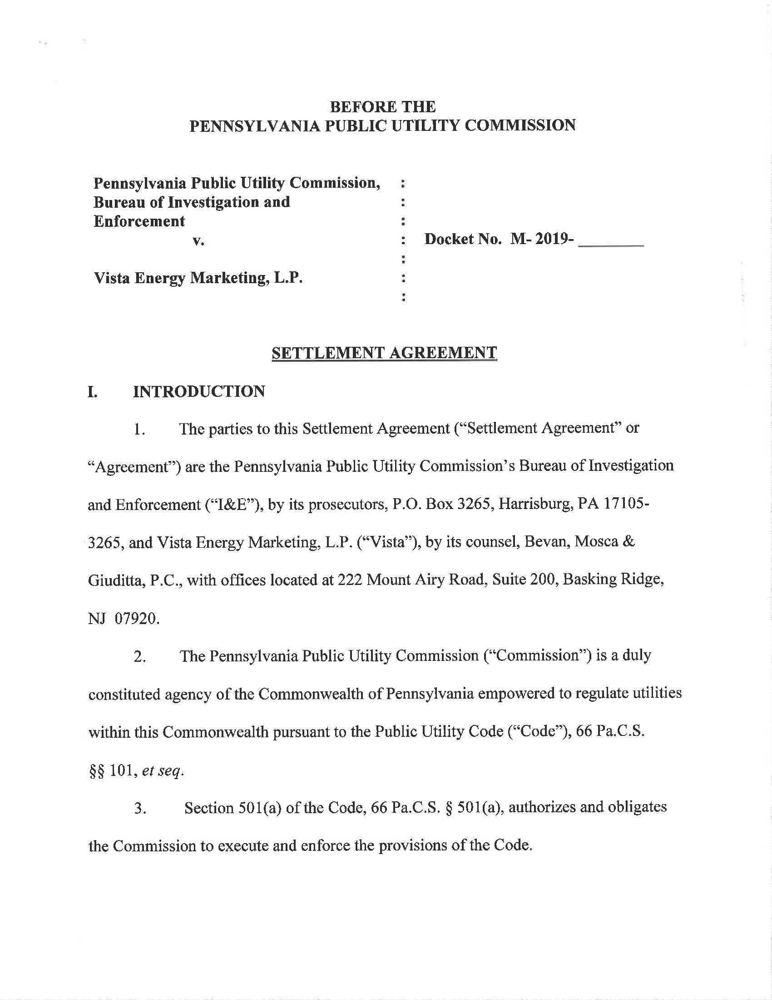 BEFORE THE
PENNSYLVANIA PUBLIC UTILITY COMMISSION
Pennsylvania Public Utility Commission, :
Bureau of Investigation and :
Enforcement :
v. : Docket No. M- 2019-________
:
Vista Energy Marketing, L.P. :
:
SETTLEMENT AGREEMENT
I. INTRODUCTION
1. The parties to this Settlement Agreement (“Settlement Agreement” or
“Agreement”) are the Pennsylvania Public Utility Commission’s Bureau of Investigation
and Enforcement (“I&E”), by its prosecutors, P.O. Box 3265, Harrisburg, PA 17105-
3265, and Vista Energy Marketing, L.P. (“Vista”), by its counsel, Bevan, Mosca &
Giuditta, P.C., with offices located at 222 Mount Airy Road, Suite 200, Basking Ridge,
NJ 07920.
2. The Pennsylvania Public Utility Commission (“Commission”) is a duly
constituted agency of the Commonwealth of Pennsylvania empowered to regulate utilities
within this Commonwealth pursuant to the Public Utility Code (“Code”), 66 Pa.C.S.
§§ 101, et seq.
3. Section 501(a) of the Code, 66 Pa.C.S. § 501(a), authorizes and obligates
the Commission to execute and enforce the provisions of the Code.